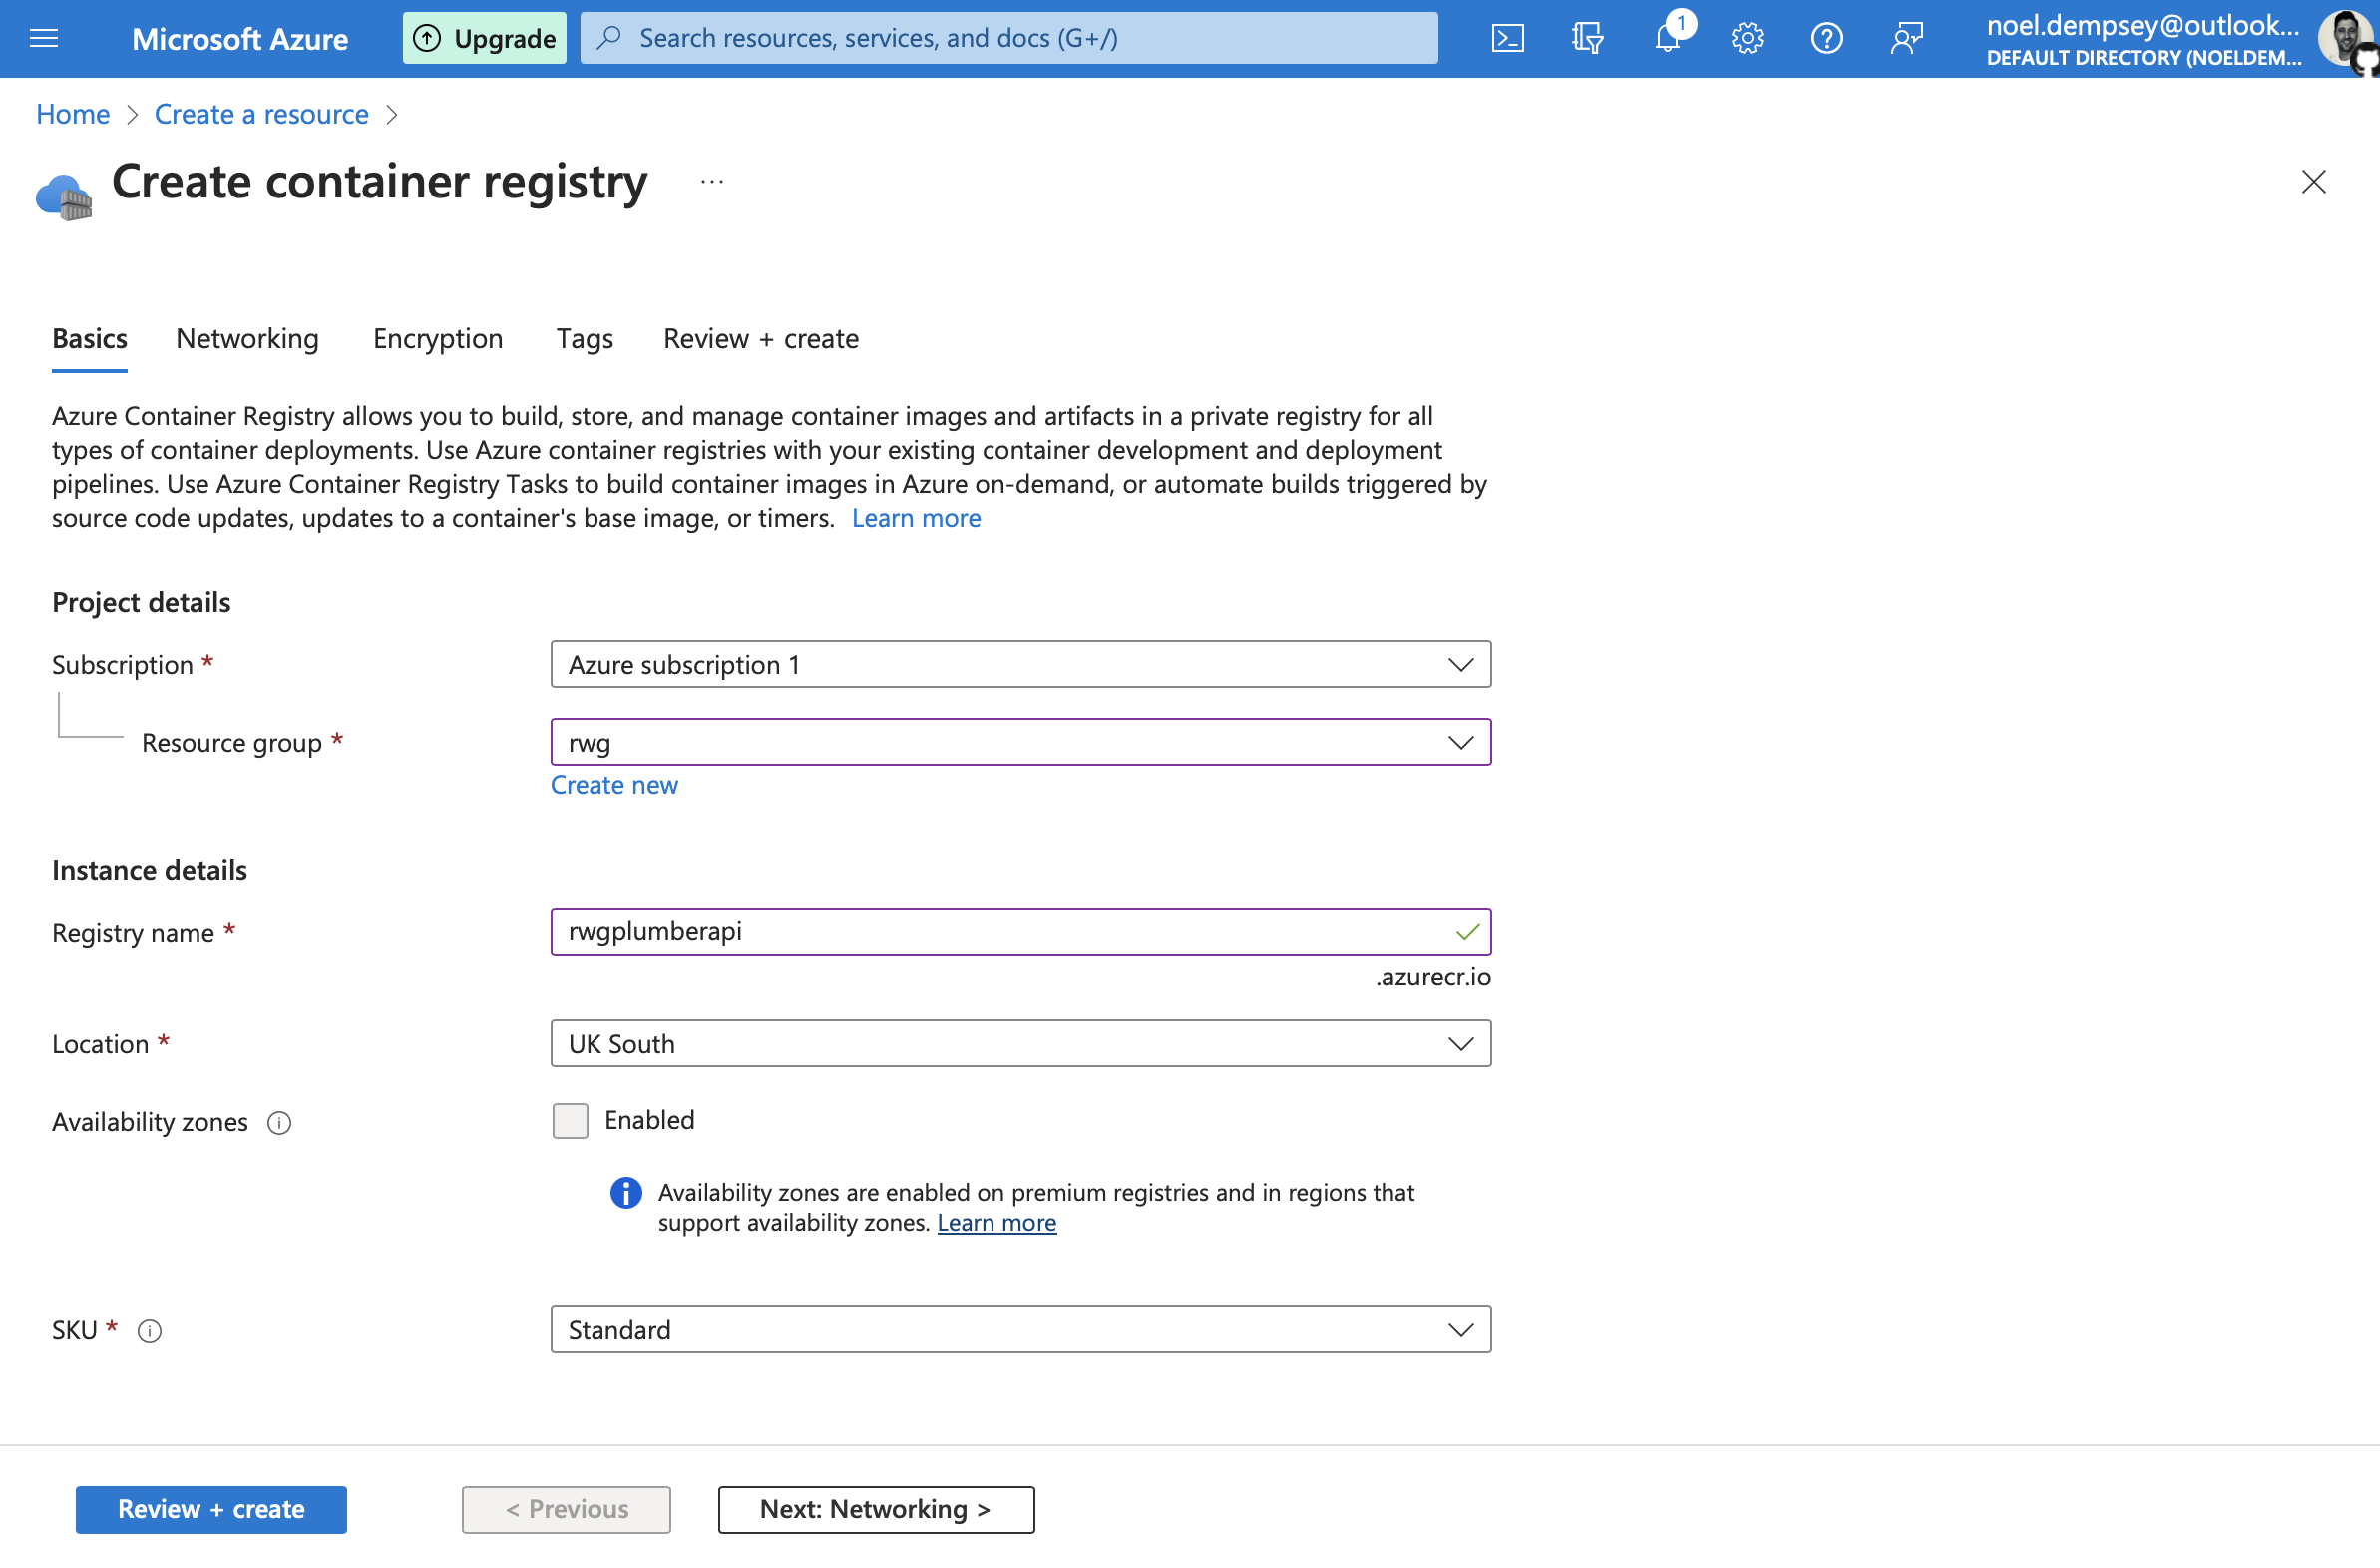 Microsoft Azure
Upgrade
Search resources, services, and docs (G+/)
1
noel.dempsey@outlook...
DEFAULT DIRECTORY (NOELDEM...
Home > Create a resource >
Create container registry ...
Basics Networking Encryption Tags Review + create
Azure Container Registry allows you to build, store, and manage container images and artifacts in a private registry for all
types of container deployments. Use Azure container registries with your existing container development and deployment
pipelines. Use Azure Container Registry Tasks to build container images in Azure on-demand, or automate builds triggered by
source code updates, updates to a container's base image, or timers. Learn more
Project details
Subscription *
Azure subscription 1
Resource group *
rwg
Create new
Instance details
Registry name *
rwgplumberapi
.azurecr.io
Location *
UK South
Availability zones
Enabled
Availability zones are enabled on premium registries and in regions that
support availability zones. Learn more
SKU *
Standard
Review + create
< Previous
Next: Networking >